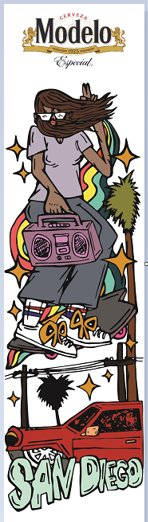 CERVEZA
Modelo
Especial
SAN DIEGO